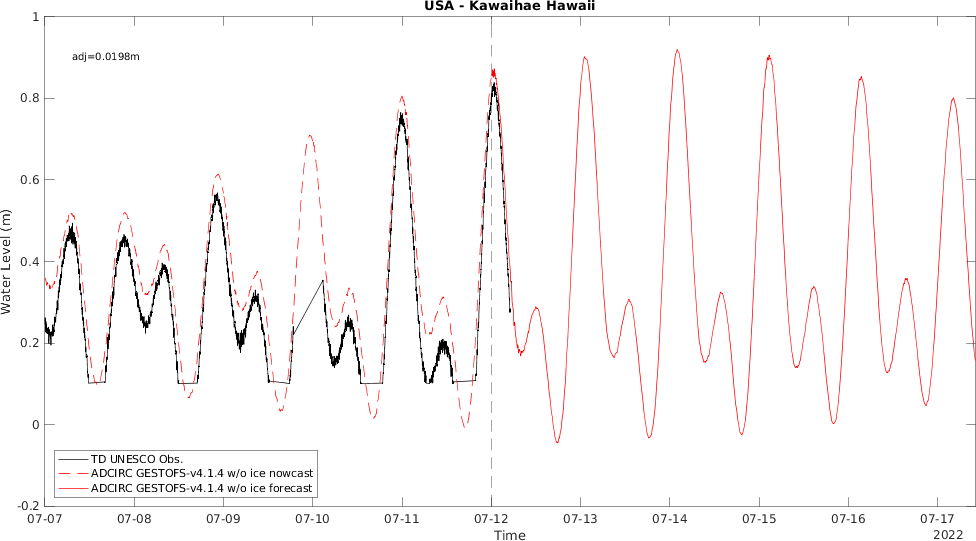 USA - Kawaihae Hawaii
1
adj=0.0198m
0.8
0.6
0.4
0.2
0
-0.2
Water Level (m)
TD UNESCO Obs.
ADCIRC GESTOFS-v4.1.4 w/o ice nowcast
ADCIRC GESTOFS-v4.1.4 w/o ice forecast
07-07 07-08 07-09 07-10 07-11 07-12 07-13 07-14 07-15 07-16 07-17
Time
2022